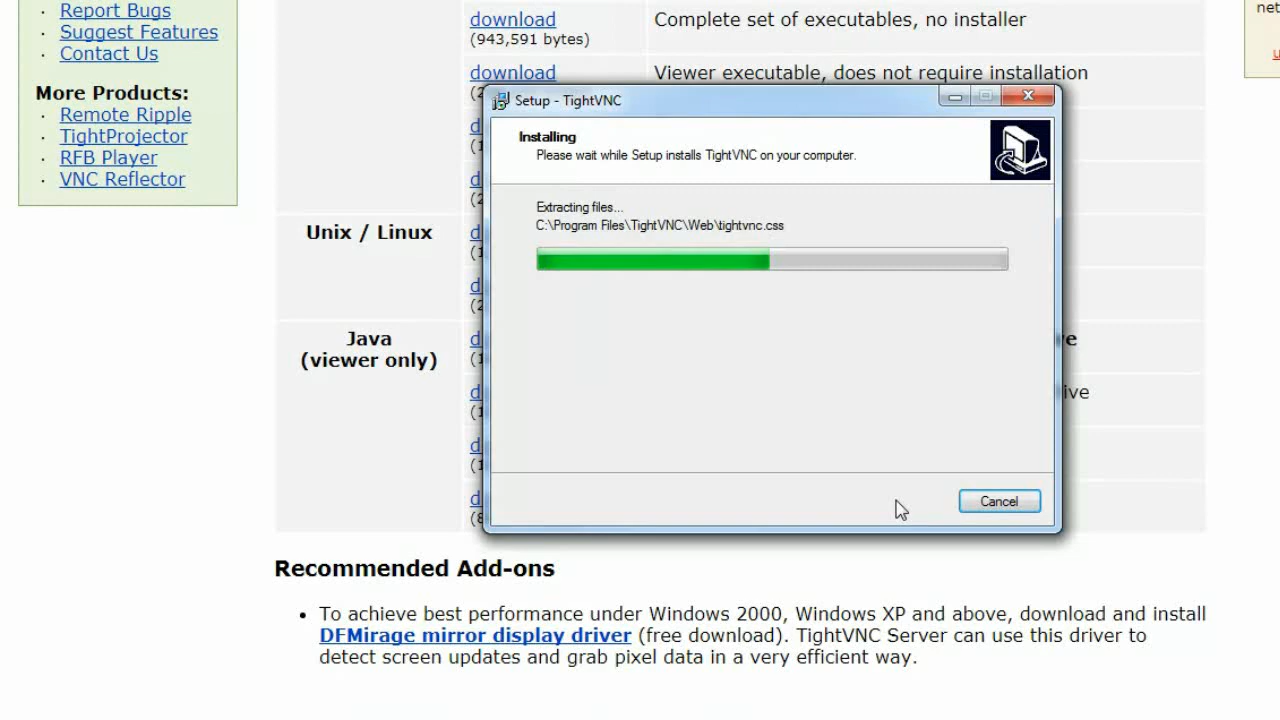 Report Bugs
Suggest Features
Contact Us
More Products:
Remote Ripple
TightProjector
RFB Player
VNC Reflector
download
(943,591 bytes)
Complete set of executables, no installer
download
Viewer executable, does not require installation
Unix / Linux
Java
(viewer only)
Setup - TightVNC
Installing
Please wait while Setup installs TightVNC on your computer.
Extracting files...
C:\Program Files\TightVNC\Web\tightvnc.css
Cancel
Recommended Add-ons
• To achieve best performance under Windows 2000, Windows XP and above, download and install
DFMirage mirror display driver (free download). TightVNC Server can use this driver to
detect screen updates and grab pixel data in a very efficient way.